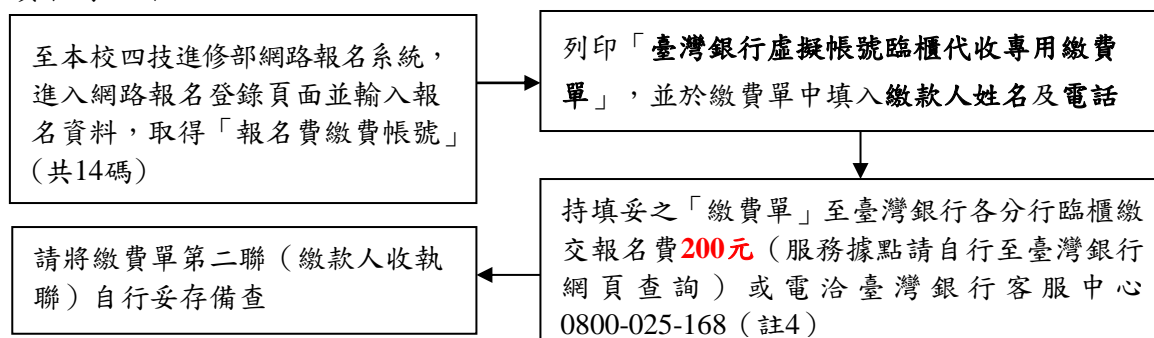 至本校四技進修部網路報名系統，
進入網路報名登錄頁面並輸入報
名資料，取得「報名費繳費帳號」
（共14碼）
列印「臺灣銀行虛擬帳號臨櫃代收專用繳費
單」，並於繳費單中填入繳款人姓名及電話
持填妥之「繳費單」至臺灣銀行各分行臨櫃繳
交報名費200元（服務據點請自行至臺灣銀行
網頁查詢）或電洽臺灣銀行客服中心
0800-025-168（註4）
請將繳費單第二聯（繳款人收執
聯）自行妥存備查